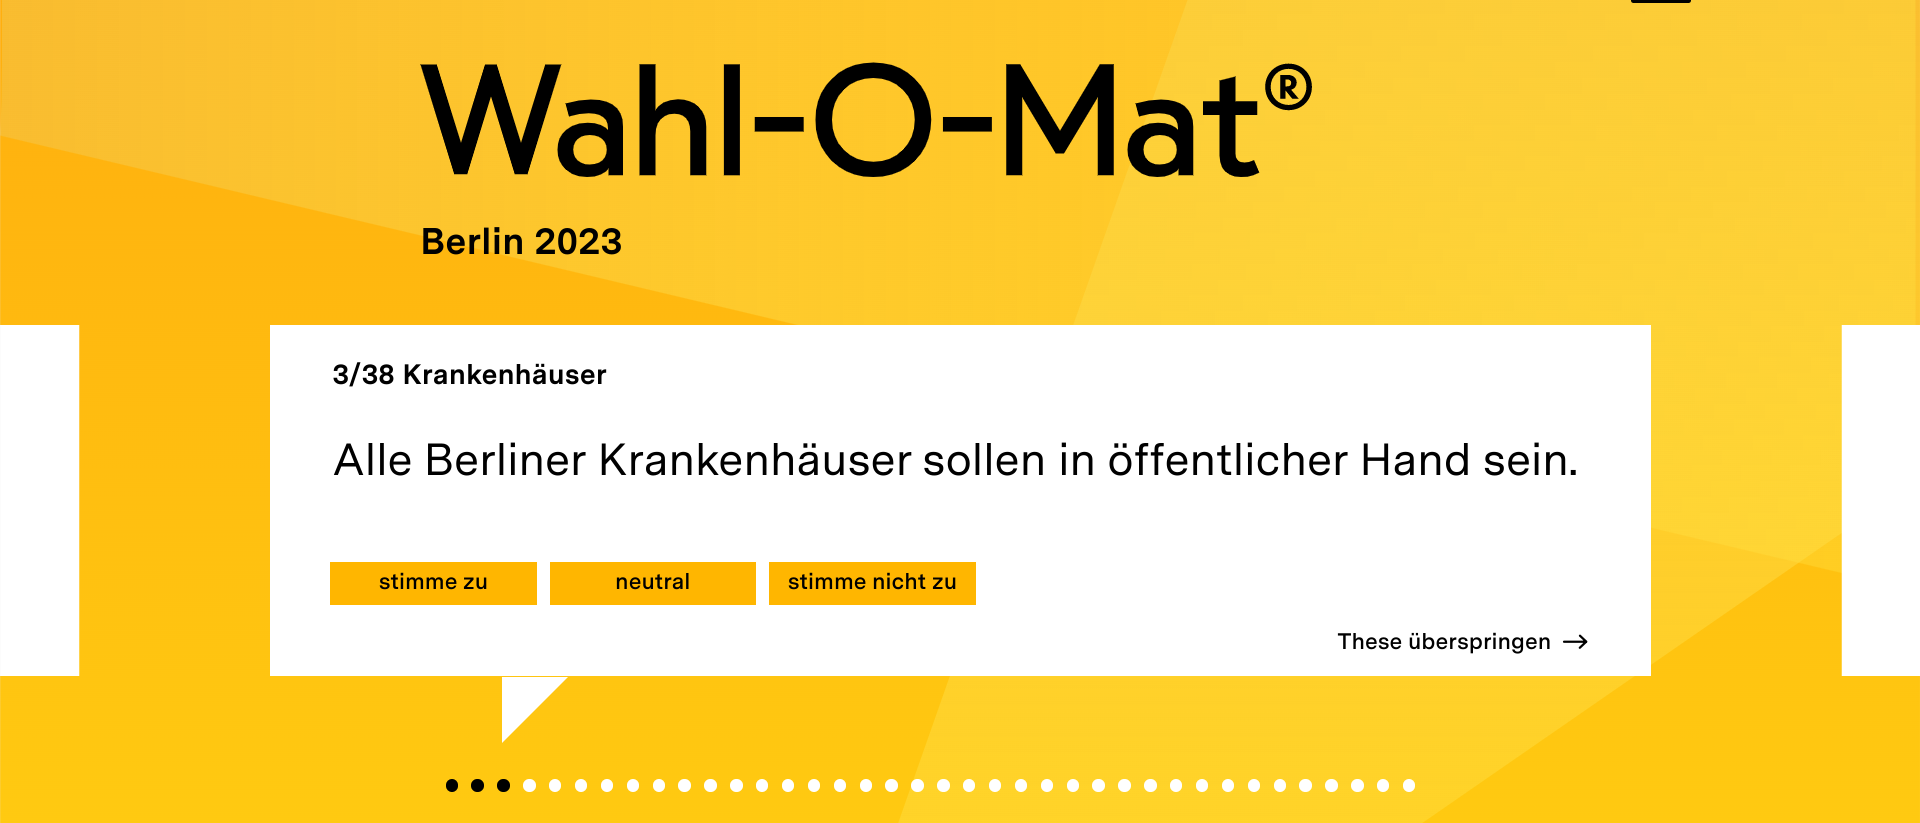 Wahl-O-Mat®
Berlin 2023
3/38 Krankenhäuser
Alle Berliner Krankenhäuser sollen in öffentlicher Hand sein.
stimme zu
neutral
stimme nicht zu
These überspringen →